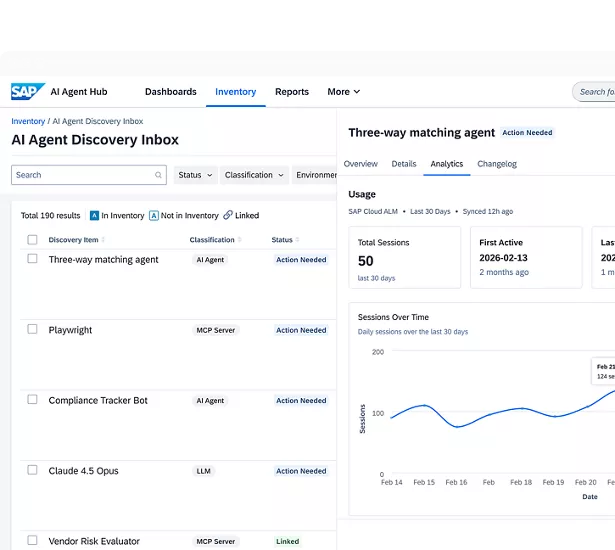 SAP AI Agent Hub Dashboards Inventory Reports More Search fo
Inventory / AI Agent Discovery Inbox
AI Agent Discovery Inbox
Search Status Classification Environmen
Total 190 results A In Inventory A Not in Inventory Linked
Discovery Item Classification Status
Three-way matching agent AI Agent Action Needed
Playwright MCP Server Action Needed
Compliance Tracker Bot AI Agent Action Needed
Claude 4.5 Opus LLM Action Needed
Vendor Risk Evaluator MCP Server Linked
Three-way matching agent Action Needed
Overview Details Analytics Changelog
Usage
SAP Cloud ALM • Last 30 Days • Synced 12h ago
Total Sessions
50
last 30 days
First Active
2026-02-13
2 months ago
Las
202
1 m
Sessions Over Time
Daily sessions over the last 30 days
Feb 21
124 se
200
100
0
Sessions
Feb 14 Feb 15 Feb 16 Feb Feb 18 Feb 19 Feb 20 Fe
Date